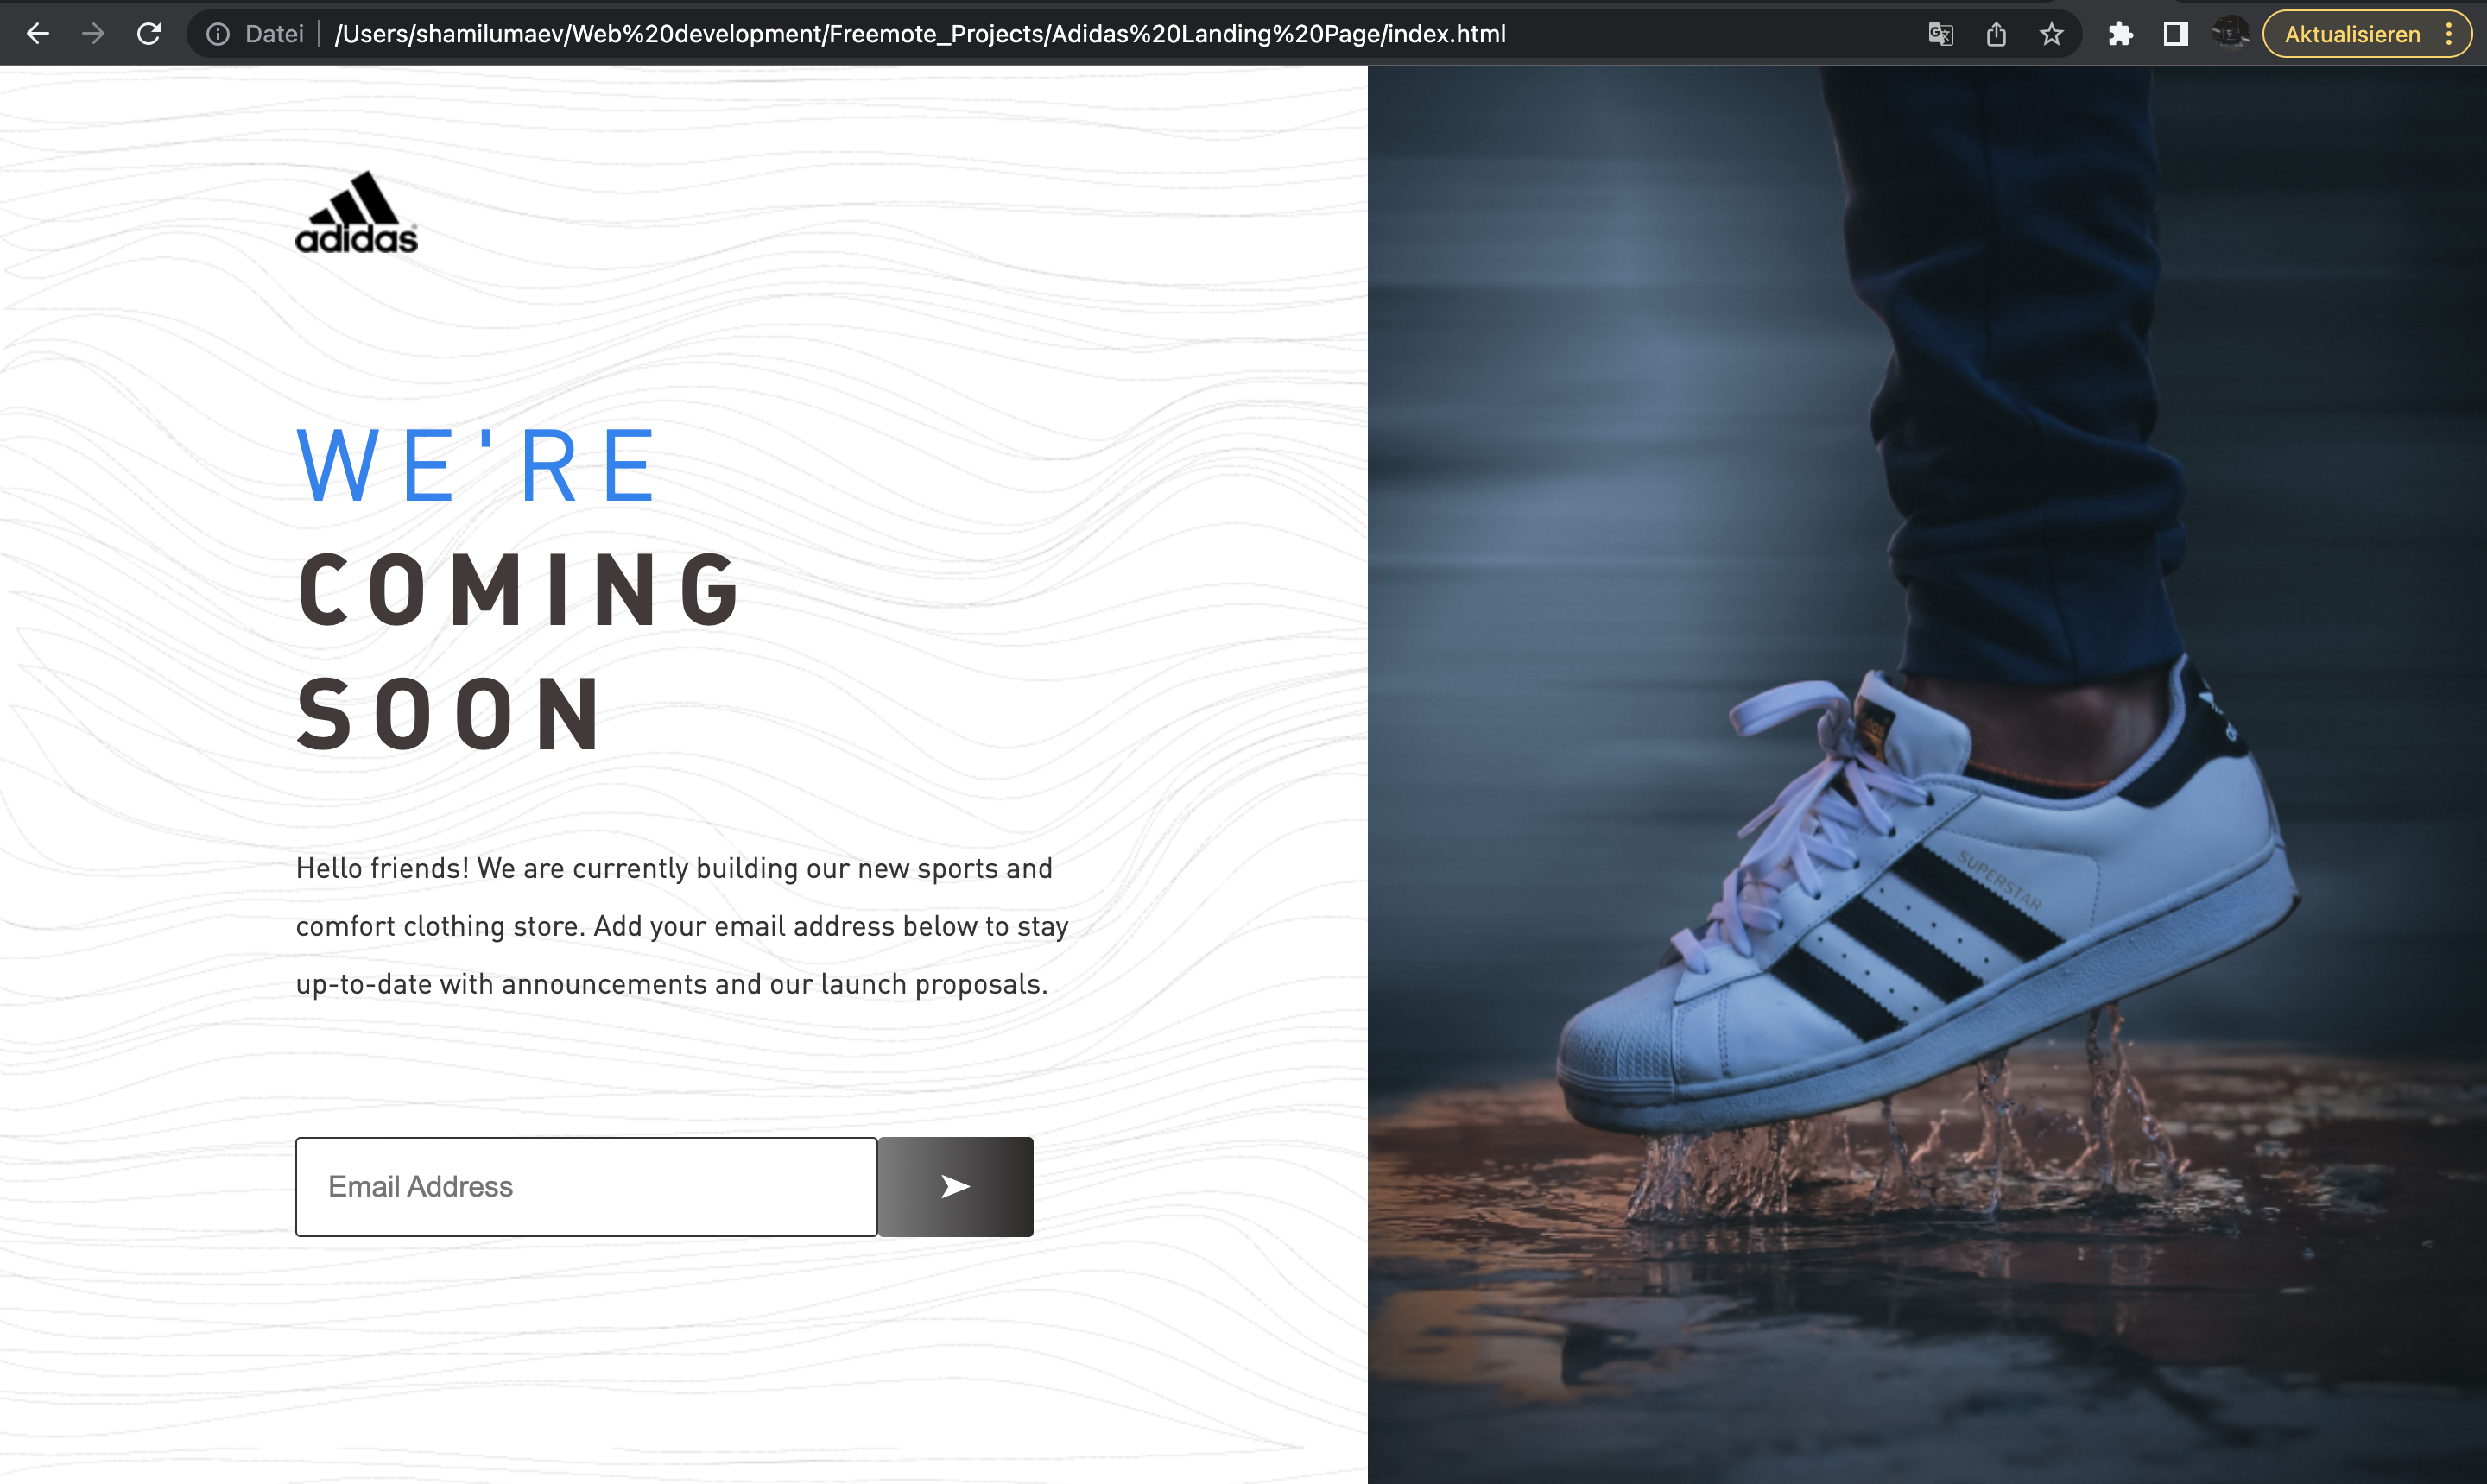 Datei
/Users/shamilumaev/Web%20development/Freemote_Projects/Adidas%20Landing%20Page/index.html
Aktualisieren
adidas
WE'RE
COMING
SOON
Hello friends! We are currently building our new sports and
comfort clothing store. Add your email address below to stay
up-to-date with announcements and our launch proposals.
Email Address
SUPERSTAR